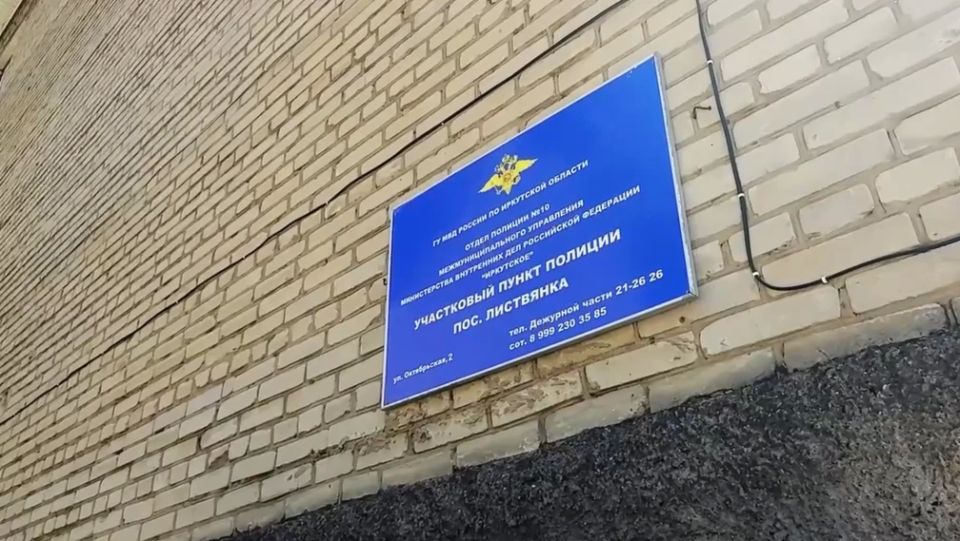 ГУ МВД РОССИИ ПО ИРКУТСКОЙ ОБЛАСТИ
ОТДЕЛ ПОЛИЦИИ №10
МЕЖМУНИЦИПАЛЬНОГО УПРАВЛЕНИЯ
МИНИСТЕРСТВА ВНУТРЕННИХ ДЕЛ РОССИЙСКОЙ ФЕДЕРАЦИИ
"ИРКУТСКОЕ"
УЧАСТКОВЫЙ ПУНКТ ПОЛИЦИИ
ПОС. ЛИСТВЯНКА
тел. Дежурной части 21-26 26
сот. 8 999 230 35 85
ул. Октябрьская, 2